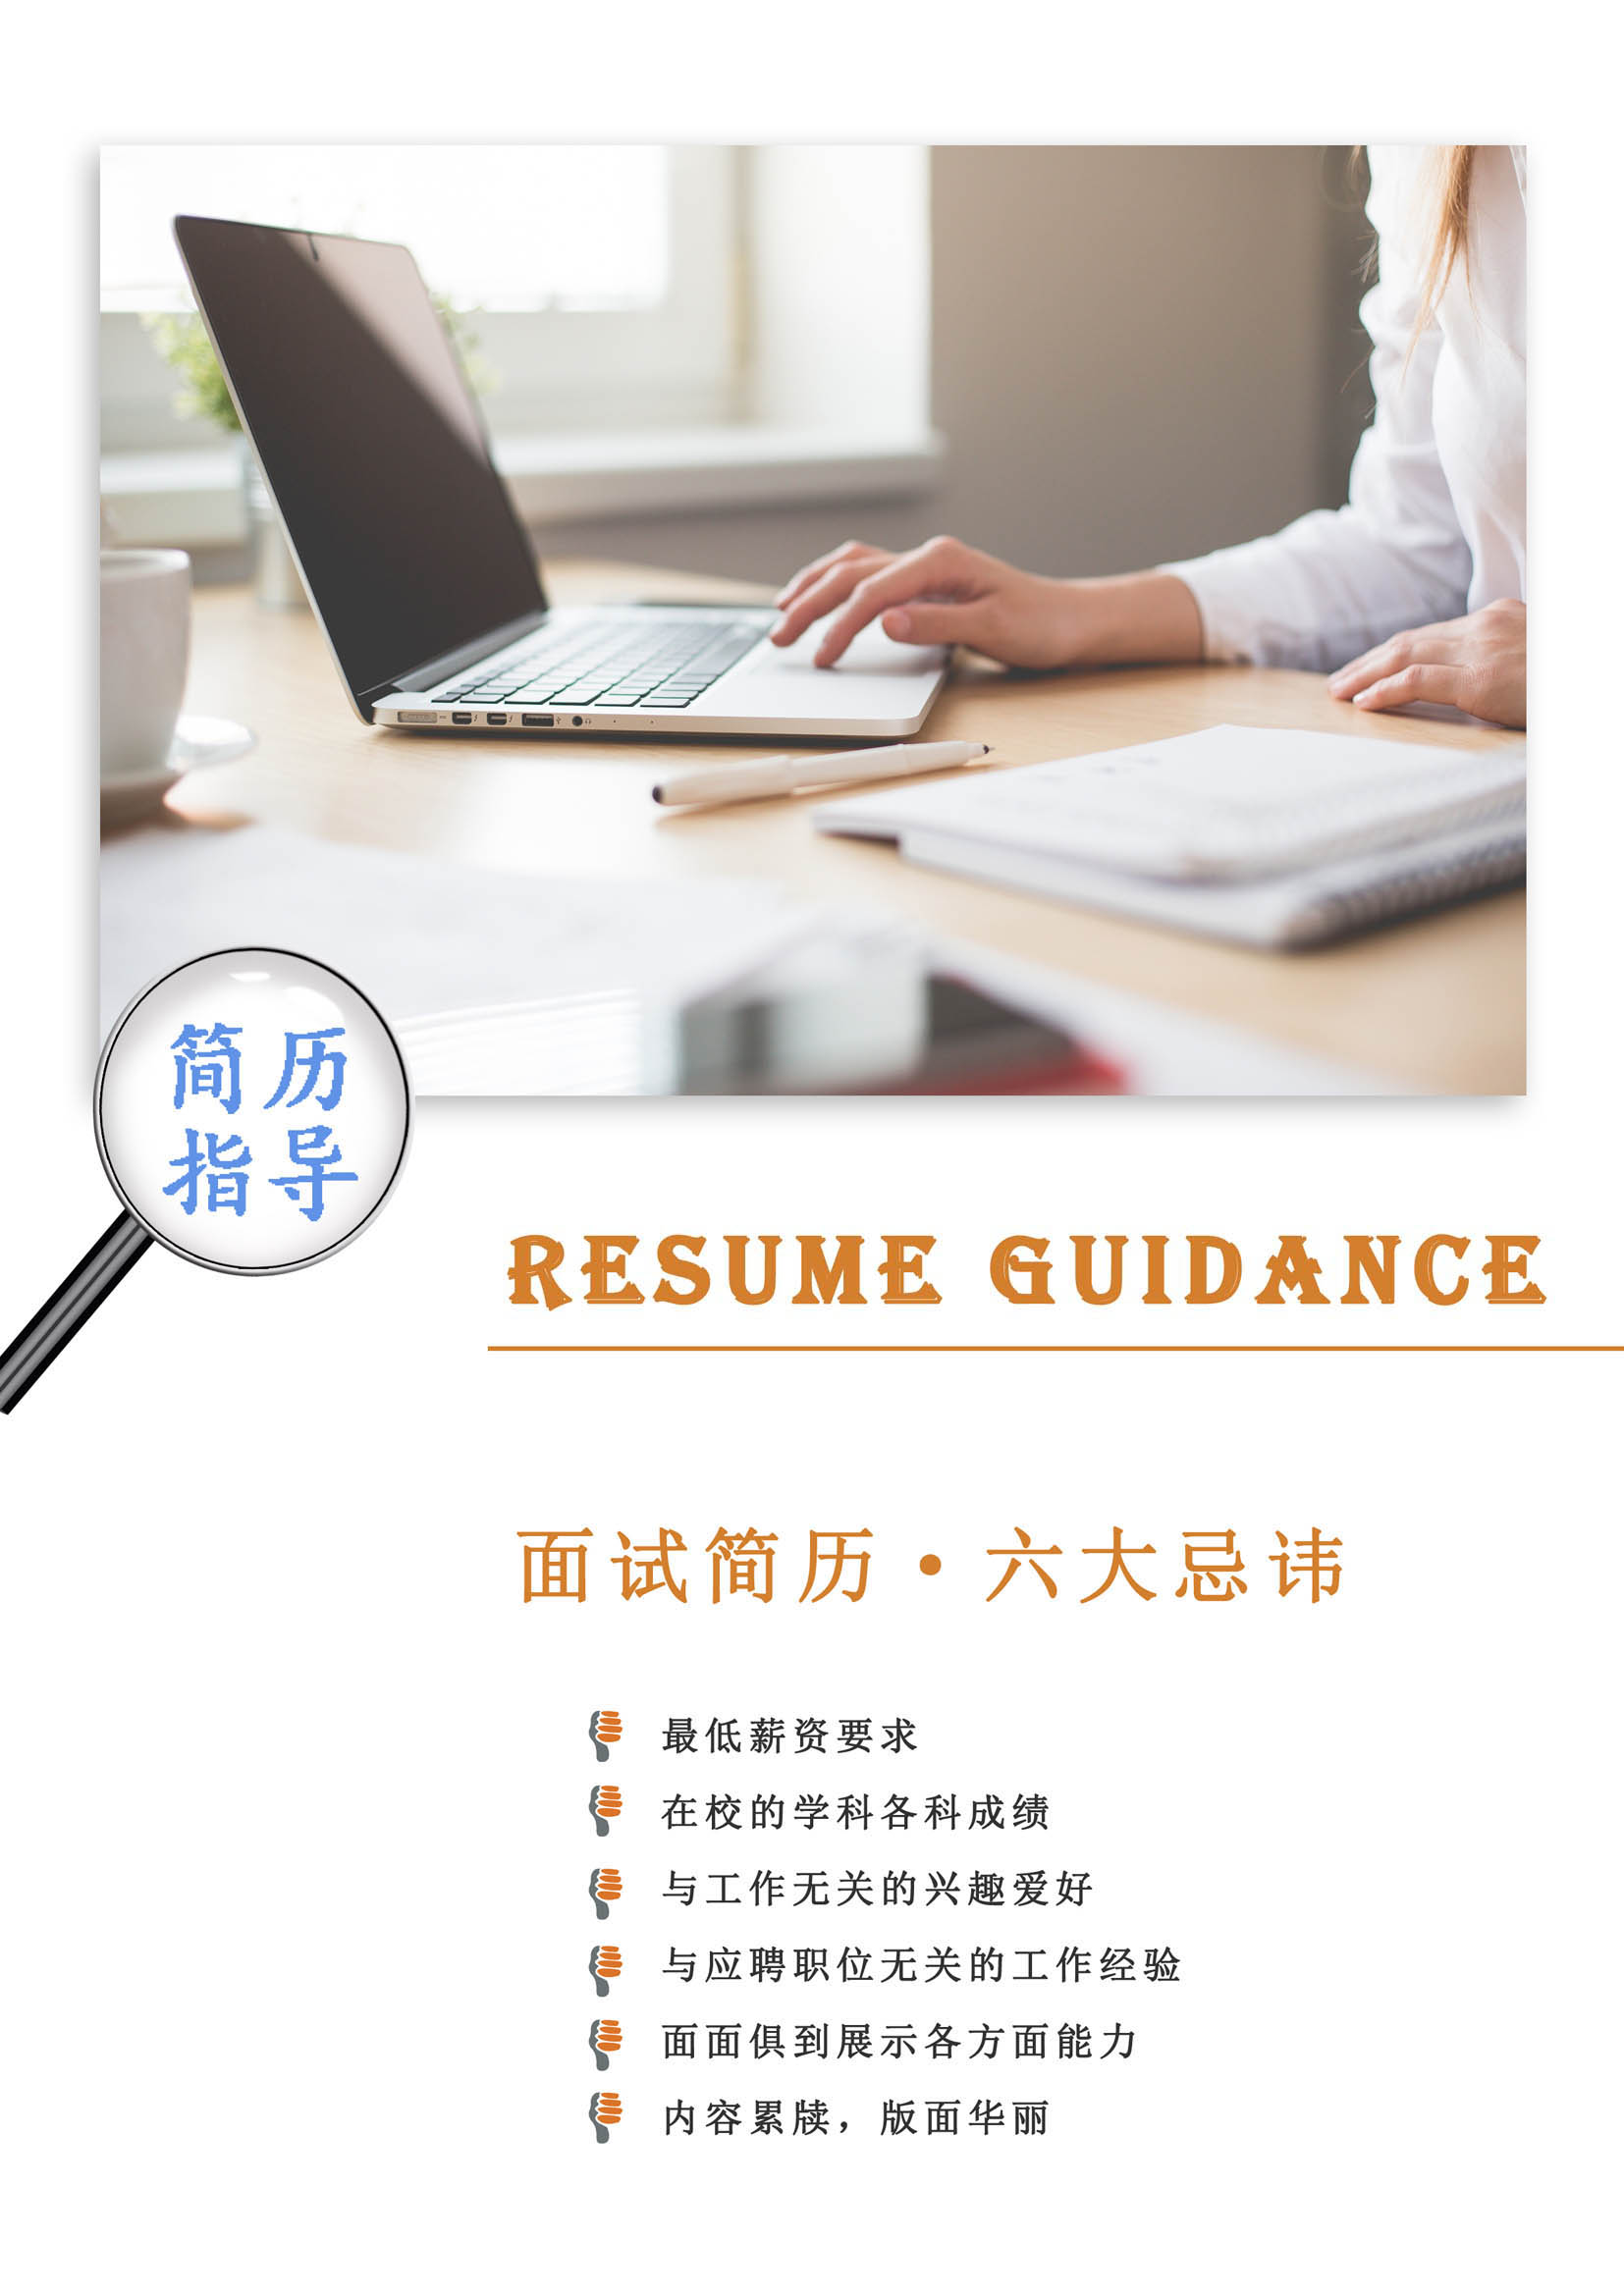 简历
指导
RESUME GUIDANCE
面试简历·六大忌讳
最低薪资要求
在校的学科各科成绩
与工作无关的兴趣爱好
与应聘职位无关的工作经验
面面俱到展示各方面能力
内容累牍，版面华丽